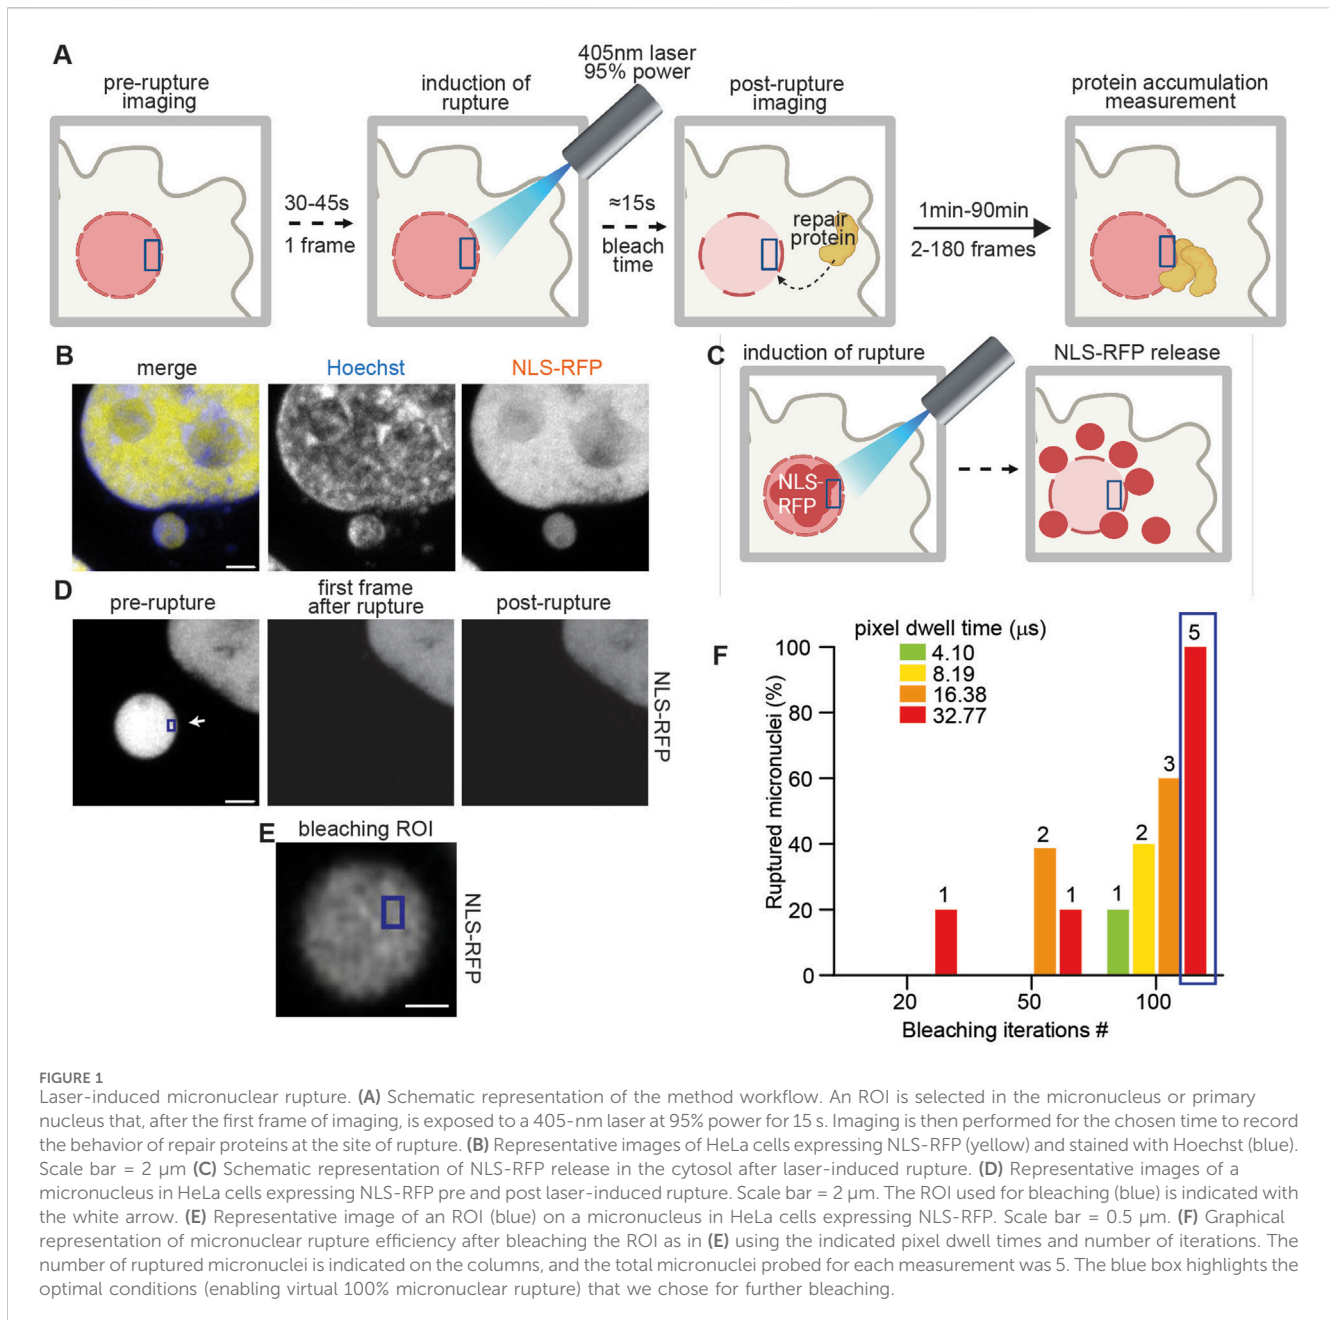 A
pre-rupture
imaging
induction of
rupture
405nm laser
95% power
post-rupture
imaging
protein accumulation
measurement
30-45s
1 frame
≈15s
bleach
time
repair
protein
1min-90min
2-180 frames
B
merge
Hoechst
NLS-RFP
C
induction of rupture
NLS-RFP release
NLS-
RFP
D
pre-rupture
first frame
after rupture
post-rupture
NLS-RFP
E
bleaching ROI
NLS-RFP
F
pixel dwell time (μs)
4.10
8.19
16.38
32.77
Ruptured micronuclei (%)
100
80
60
40
20
0
1
2
1
1
2
3
5
20
50
100
Bleaching iterations #
FIGURE 1
Laser-induced micronuclear rupture. (A) Schematic representation of the method workflow. An ROI is selected in the micronucleus or primary
nucleus that, after the first frame of imaging, is exposed to a 405-nm laser at 95% power for 15 s. Imaging is then performed for the chosen time to record
the behavior of repair proteins at the site of rupture. (B) Representative images of HeLa cells expressing NLS-RFP (yellow) and stained with Hoechst (blue).
Scale bar = 2 μm (C) Schematic representation of NLS-RFP release in the cytosol after laser-induced rupture. (D) Representative images of a
micronucleus in HeLa cells expressing NLS-RFP pre and post laser-induced rupture. Scale bar = 2 μm. The ROI used for bleaching (blue) is indicated with
the white arrow. (E) Representative image of an ROI (blue) on a micronucleus in HeLa cells expressing NLS-RFP. Scale bar = 0.5 μm. (F) Graphical
representation of micronuclear rupture efficiency after bleaching the ROI as in (E) using the indicated pixel dwell times and number of iterations. The
number of ruptured micronuclei is indicated on the columns, and the total micronuclei probed for each measurement was 5. The blue box highlights the
optimal conditions (enabling virtual 100% micronuclear rupture) that we chose for further bleaching.